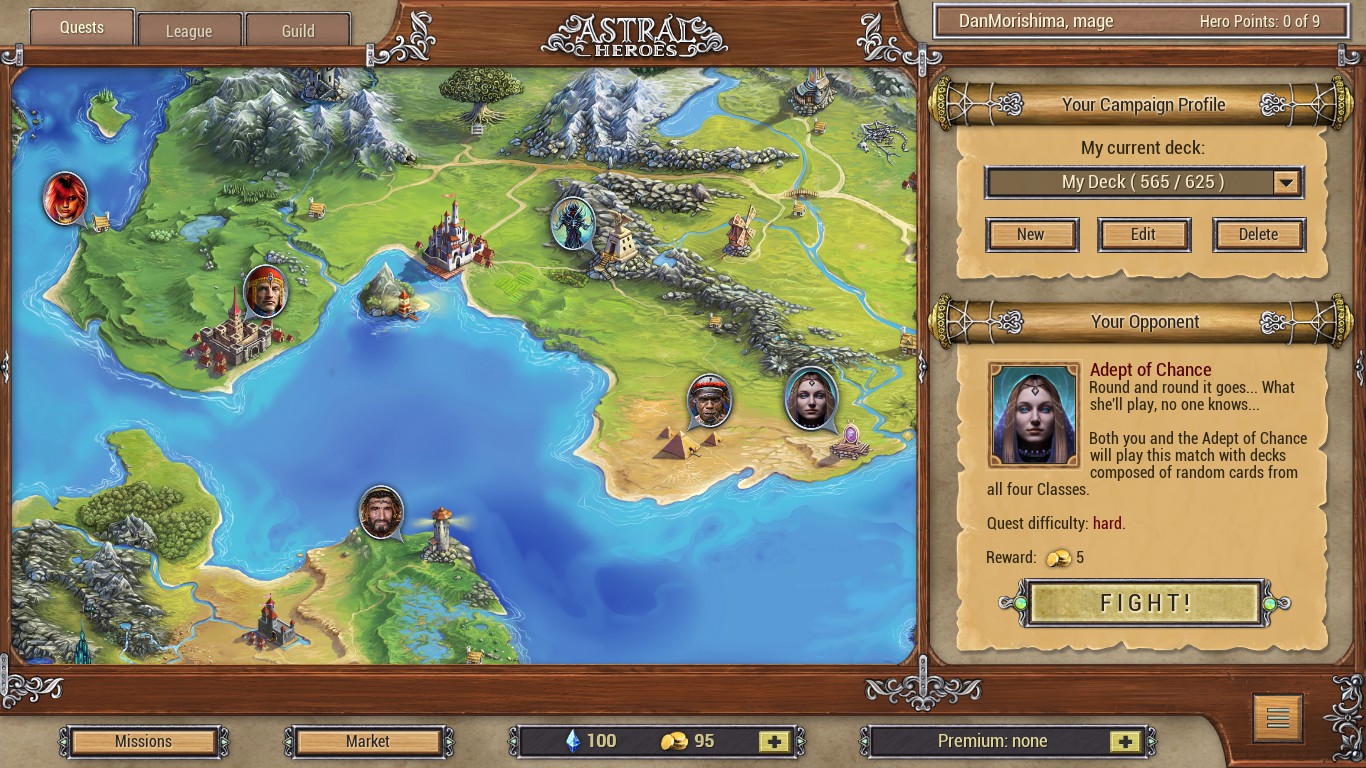 Quests
League
Guild
ASTRAL
HEROES
DanMorishima, mage
Hero Points: 0 of 9
Your Campaign Profile
My current deck:
My Deck ( 565 / 625 )
New
Edit
Delete
Your Opponent
Adept of Chance
Round and round it goes... What
she'll play, no one knows...
Both you and the Adept of Chance
will play this match with decks
composed of random cards from
all four Classes.
Quest difficulty: hard.
Reward: 5
FIGHT!
Missions
Market
100
95
Premium: none